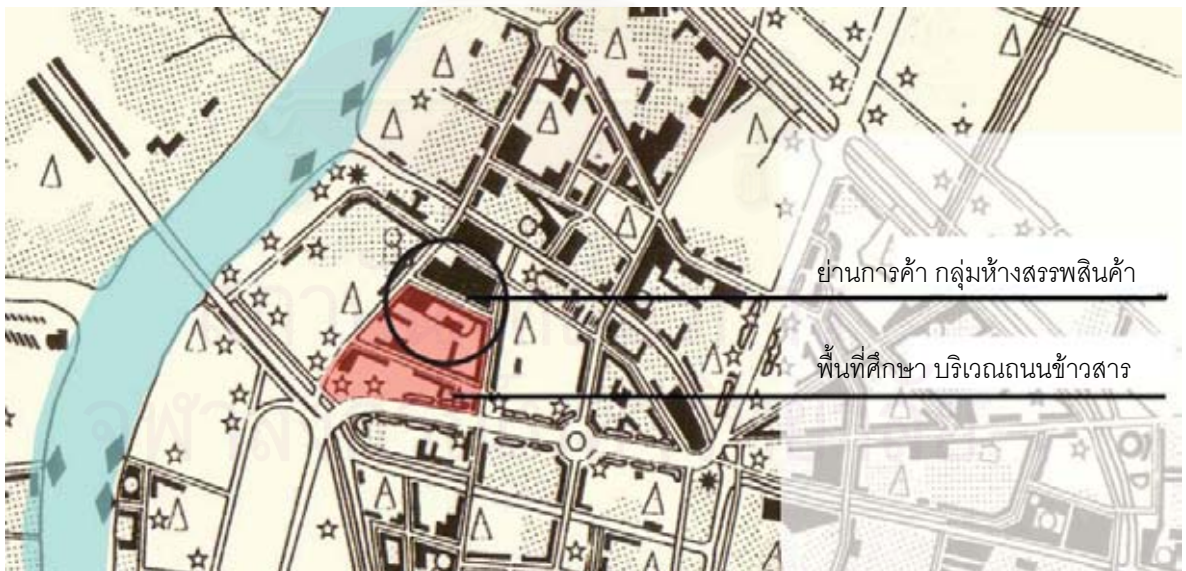 ย่านการค้า กลุ่มห้างสรรพสินค้า
พื้นที่ศึกษา บริเวณถนนข้าวสาร